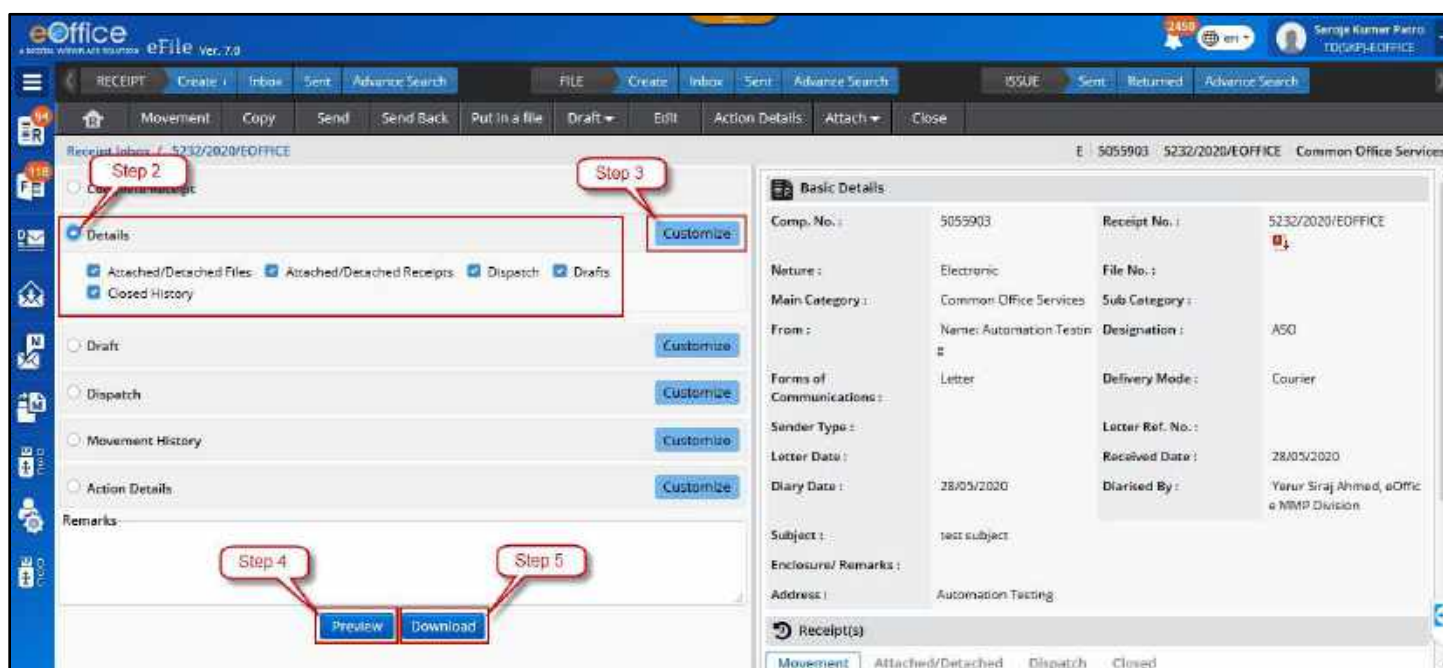 eOffice
eFile Ver. 7.0
2450
en
Saroje Kumar Patro
RECEIPT Create Inbox Sent Advance Search FILE Create Inbox Sent Advance Search ISSUE Sent Returned Advance Search
Movement Copy Send Send Back Put in a file Draft Edit Action Details Attach Close
Receipt Inbox / 5232/2020/EOFFICE
E 5055903 5232/2020/EOFFICE Common Office Services
Step 2
Step 3
Receipt
Details Customize
Attached/Detached Files Attached/Detached Receipts Dispatch Drafts
Closed History
Draft Customize
Dispatch Customize
Movement History Customize
Action Details Customize
Remarks
Step 4
Step 5
Preview Download
Basic Details
Comp. No. : 5055903 Receipt No. : 5232/2020/EOFFICE
Nature : Electronic File No. :
Main Category : Common Office Services Sub Category :
From : Name: Automation Testin Designation : ASO
g
Forms of Letter Delivery Mode : Courier
Communications :
Sender Type : Letter Ref. No. :
Letter Date : Received Date : 28/05/2020
Diary Date : 28/05/2020 Diarised By : Yerur Siraj Ahmed, eOffic
e MMP Division
Subject : test subject
Enclosure/ Remarks :
Address : Automation Testing
Receipt(s)
Movement Attached/Detached Dispatch Closed